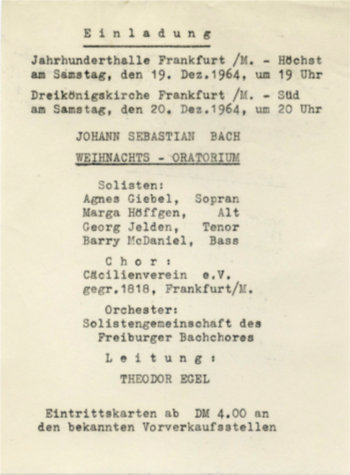 E i n l a d u n g
Jahrhunderthalle Frankfurt /M. - Höchst
am Samstag, den 19. Dez.1964, um 19 Uhr
Dreikönigskirche Frankfurt /M. - Süd
am Samstag, den 20. Dez.1964, um 20 Uhr
JOHANN SEBASTIAN BACH
WEIHNACHTS - ORATORIUM
Solisten:
Agnes Giebel, Sopran
Marga Höffgen, Alt
Georg Jelden, Tenor
Barry McDaniel, Bass
C h o r :
Cäcilienverein e.V.
gegr.1818, Frankfurt/M.
Orchester:
Solistengemeinschaft des
Freiburger Bachchores
L e i t u n g :
THEODOR EGEL
Eintrittskarten ab DM 4.00 an
den bekannten Vorverkaufsstellen